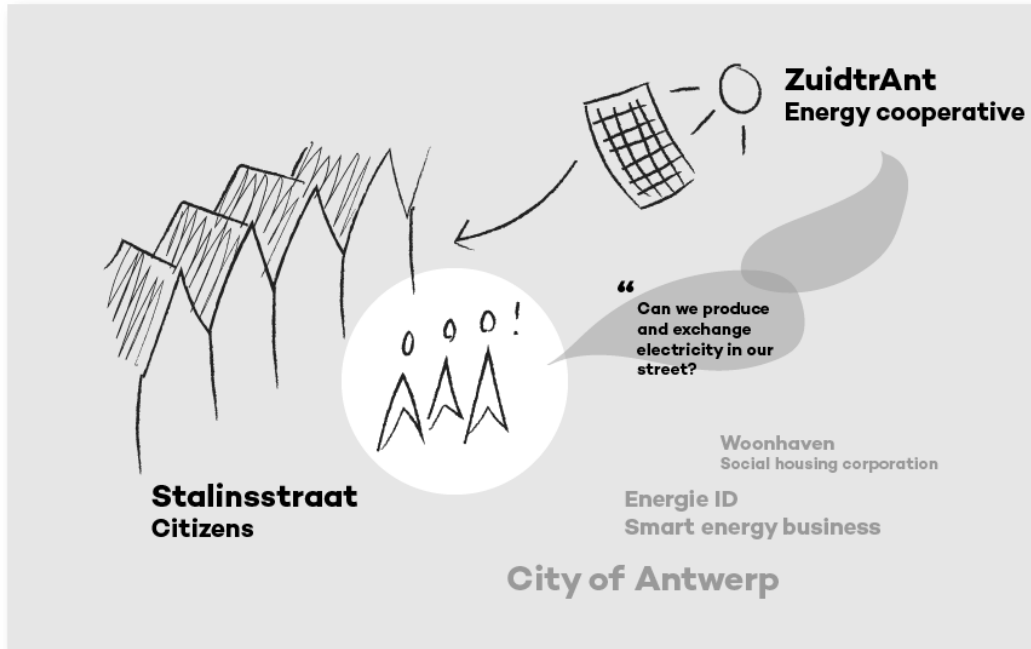 ZuidtrAnt
Energy cooperative
“
Can we produce
and exchange
electricity in our
street?
Woonhaven
Social housing corporation
Stalinsstraat
Citizens
Energie ID
Smart energy business
City of Antwerp